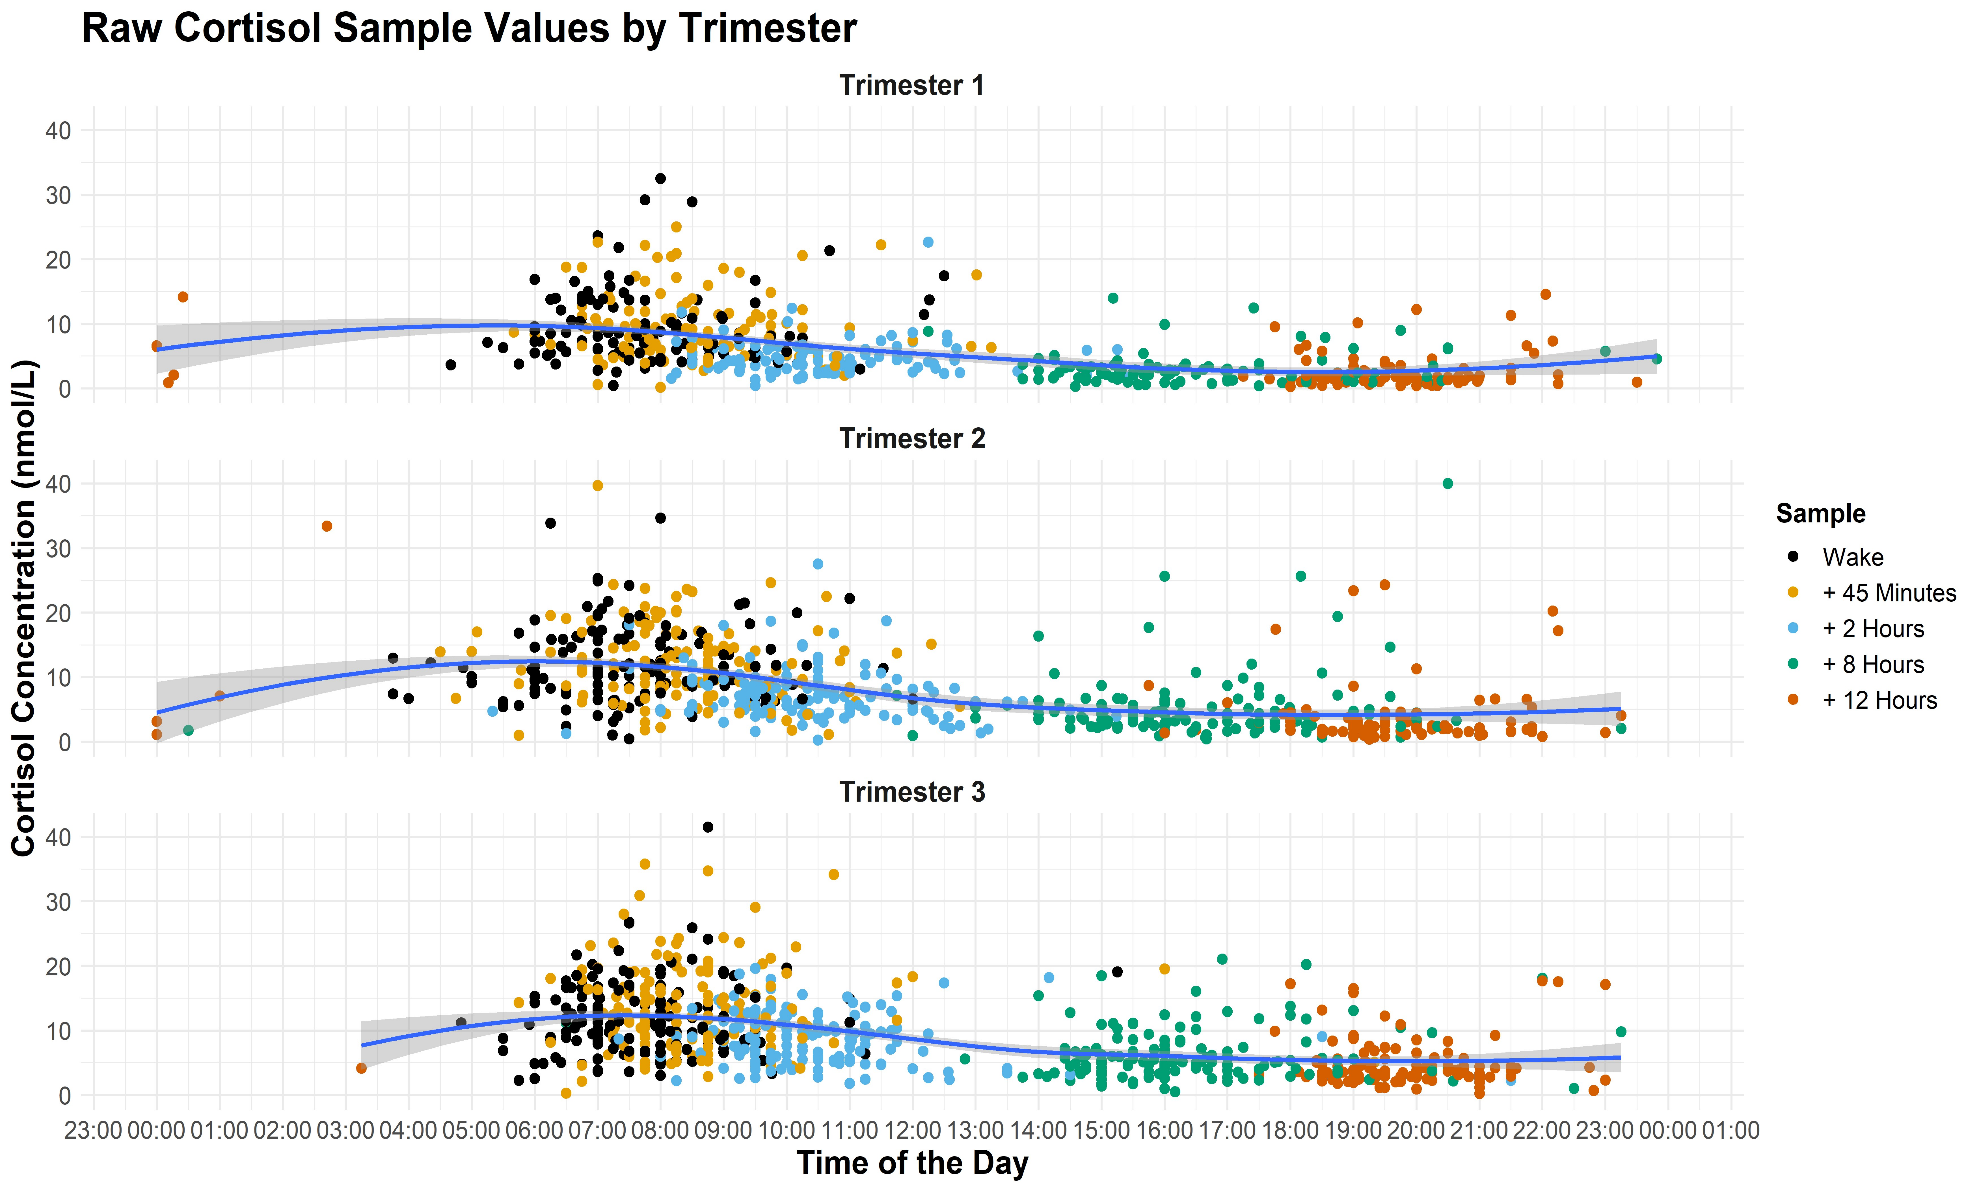 Raw Cortisol Sample Values by Trimester
Trimester 1
40
30
20
10
0
Trimester 2
40
30
20
10
0
Trimester 3
40
30
20
10
0
Cortisol Concentration (nmol/L)
23:00 00:00 01:00 02:00 03:00 04:00 05:00 06:00 07:00 08:00 09:00 10:00 11:00 12:00 13:00 14:00 15:00 16:00 17:00 18:00 19:00 20:00 21:00 22:00 23:00 00:00 01:00
Time of the Day
Sample
Wake
+ 45 Minutes
+ 2 Hours
+ 8 Hours
+ 12 Hours